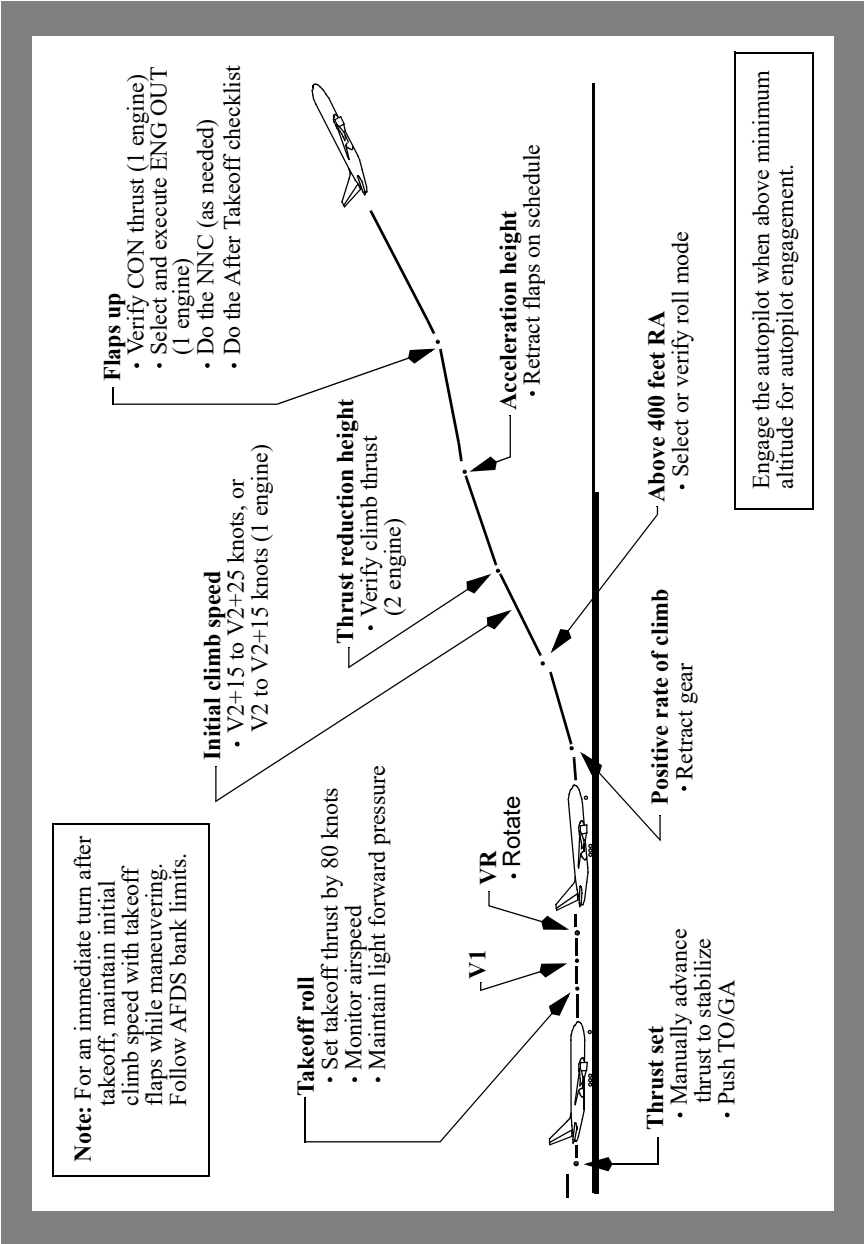 Note: For an immediate turn after
takeoff, maintain initial
climb speed with takeoff
flaps while maneuvering.
Follow AFDS bank limits.
Takeoff roll
• Set takeoff thrust by 80 knots
• Monitor airspeed
• Maintain light forward pressure
V1
VR
• Rotate
Thrust set
• Manually advance
thrust to stabilize
• Push TO/GA
Initial climb speed
• V2+15 to V2+25 knots, or
V2 to V2+15 knots (1 engine)
Positive rate of climb
• Retract gear
Thrust reduction height
• Verify climb thrust
(2 engine)
Above 400 feet RA
• Select or verify roll mode
Acceleration height
• Retract flaps on schedule
Flaps up
• Verify CON thrust (1 engine)
• Select and execute ENG OUT
(1 engine)
• Do the NNC (as needed)
• Do the After Takeoff checklist
Engage the autopilot when above minimum
altitude for autopilot engagement.